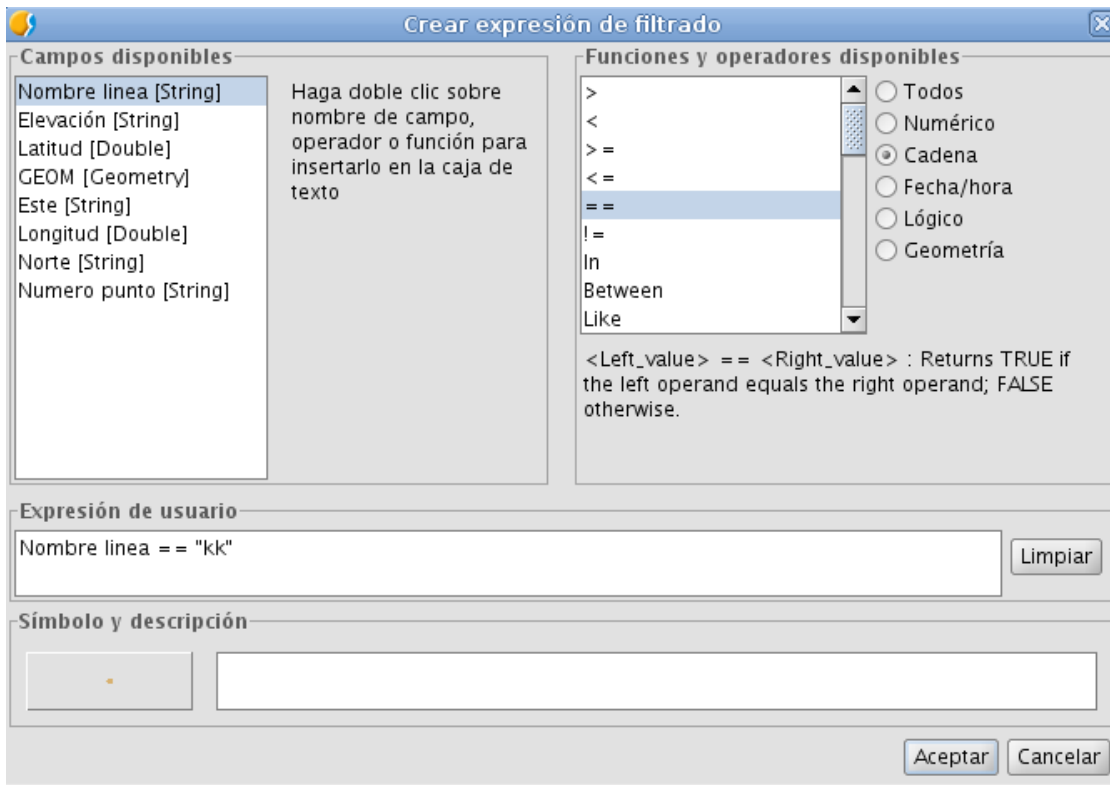 Crear expresión de filtrado
Campos disponibles
Nombre linea [String]
Elevación [String]
Latitud [Double]
GEOM [Geometry]
Este [String]
Longitud [Double]
Norte [String]
Numero punto [String]
Haga doble clic sobre
nombre de campo,
operador o función para
insertarlo en la caja de
texto
Funciones y operadores disponibles
>
<
> =
< =
= =
! =
In
Between
Like
Todos
Numérico
Cadena
Fecha/hora
Lógico
Geometría
<Left_value> = = <Right_value> : Returns TRUE if
the left operand equals the right operand; FALSE
otherwise.
Expresión de usuario
Nombre linea = = "kk"
Limpiar
Símbolo y descripción
Aceptar
Cancelar